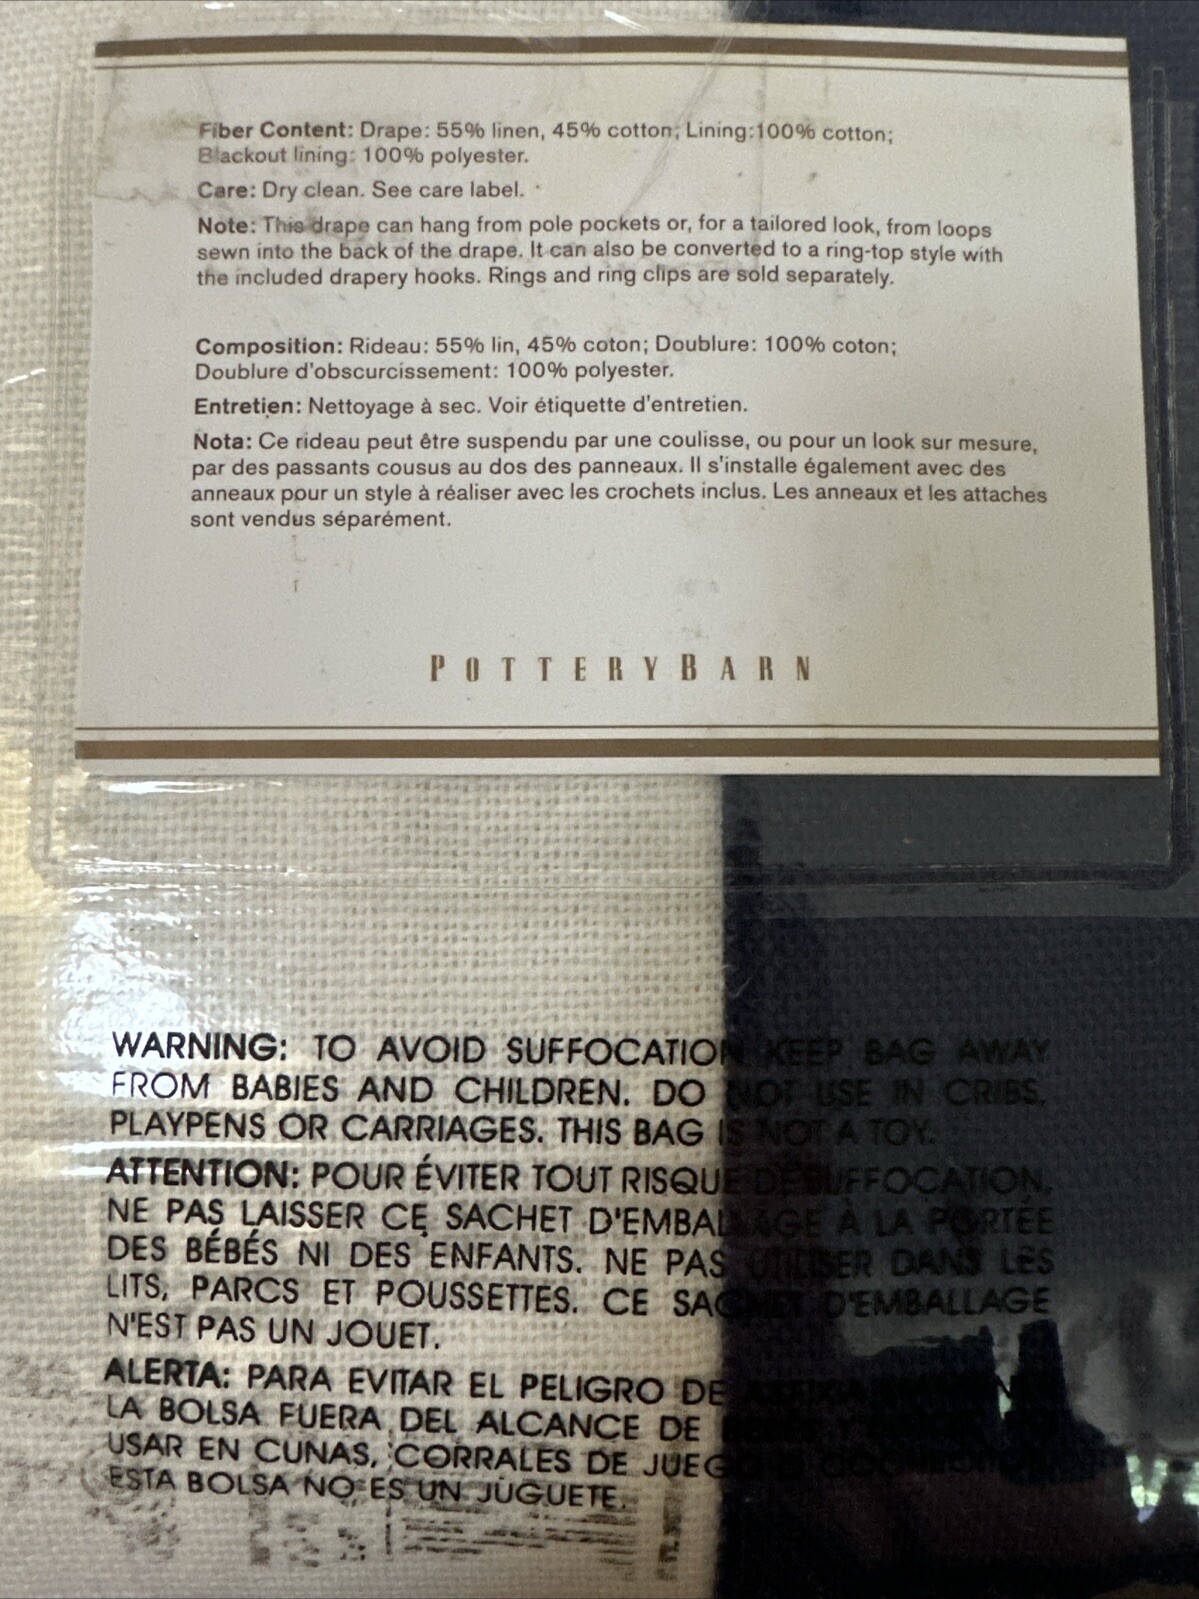 Fiber Content: Drape: 55% linen, 45% cotton; Lining:100% cotton;
Blackout lining: 100% polyester.
Care: Dry clean. See care label.
Note: This drape can hang from pole pockets or, for a tailored look, from loops
sewn into the back of the drape. It can also be converted to a ring-top style with
the included drapery hooks. Rings and ring clips are sold separately.
Composition: Rideau: 55% lin, 45% coton; Doublure: 100% coton;
Doublure d'obscurcissement: 100% polyester.
Entretien: Nettoyage à sec. Voir étiquette d'entretien.
Nota: Ce rideau peut être suspendu par une coulisse, ou pour un look sur mesure,
par des passants cousus au dos des panneaux. Il s'installe également avec des
anneaux pour un style à réaliser avec les crochets inclus. Les anneaux et les attaches
sont vendus séparément.
POTTERYBARN
WARNING: TO AVOID SUFFOCATION KEEP BAG AWAY
FROM BABIES AND CHILDREN. DO NOT USE IN CRIBS,
PLAYPENS OR CARRIAGES. THIS BAG IS NOT A TOY.
ATTENTION: POUR ÉVITER TOUT RISQUE DE SUFFOCATION,
NE PAS LAISSER CE SACHET D'EMBALLAGE À LA PORTÉE
DES BÉBÉS NI DES ENFANTS. NE PAS UTILISER DANS LES
LITS, PARCS ET POUSSETTES. CE SACHET D'EMBALLAGE
N'EST PAS UN JOUET.
ALERTA: PARA EVITAR EL PELIGRO DE
LA BOLSA FUERA DEL ALCANCE DE
USAR EN CUNAS, CORRALES DE JUEGO O
ESTA BOLSA NO ES UN JUGUETE.